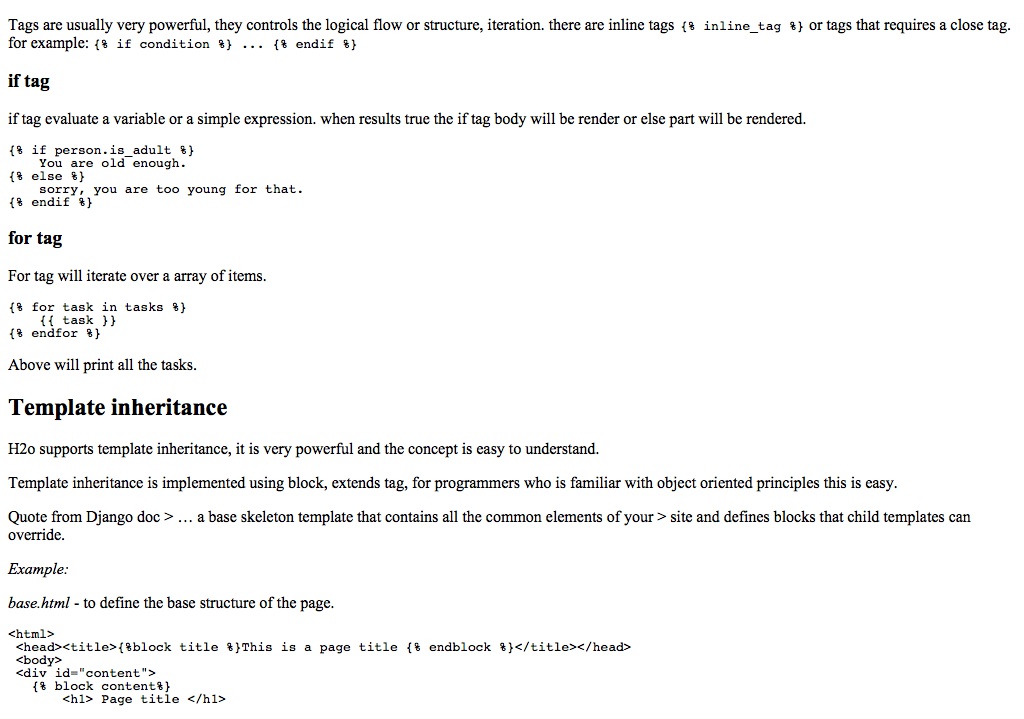 Tags are usually very powerful, they controls the logical flow or structure, iteration. there are inline tags {% inline_tag %} or tags that requires a close tag.
for example: {% if condition %} ... {% endif %}
if tag
if tag evaluate a variable or a simple expression. when results true the if tag body will be render or else part will be rendered.
{% if person.is_adult %}
    You are old enough.
{% else %}
    sorry, you are too young for that.
{% endif %}
for tag
For tag will iterate over a array of items.
{% for task in tasks %}
    {{ task }}
{% endfor %}
Above will print all the tasks.
Template inheritance
H2o supports template inheritance, it is very powerful and the concept is easy to understand.
Template inheritance is implemented using block, extends tag, for programmers who is familiar with object oriented principles this is easy.
Quote from Django doc > … a base skeleton template that contains all the common elements of your > site and defines blocks that child templates can
override.
Example:
base.html - to define the base structure of the page.
<html>
 <head><title>{%block title %}This is a page title {% endblock %}</title></head>
 <body>
 <div id="content">
   {% block content%}
       <h1> Page title </h1>